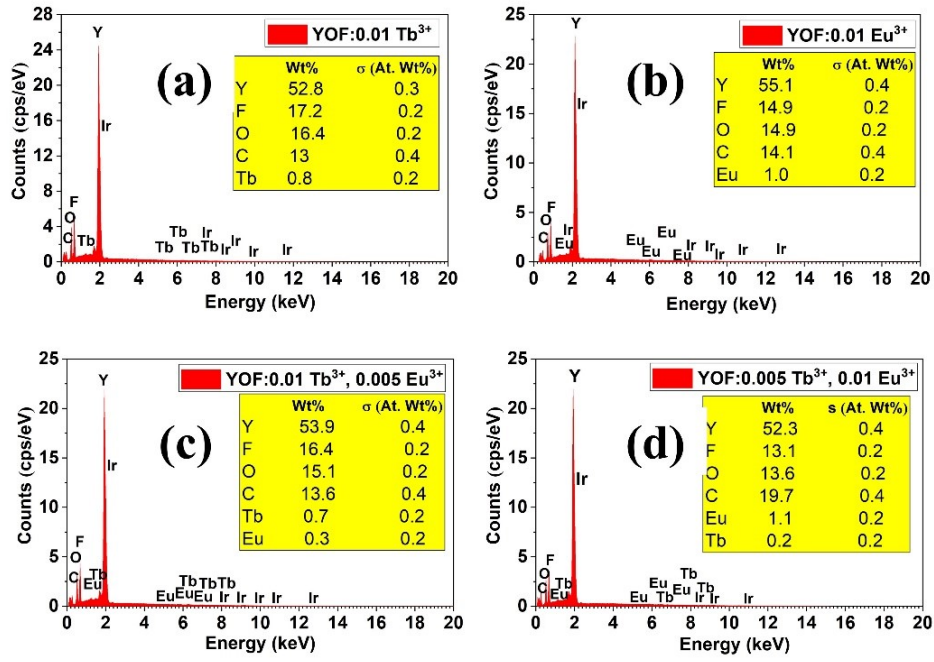 YOF:0.01 Tb³⁺
(a)
Wt% σ (At. Wt%)
Y 52.8 0.3
F 17.2 0.2
O 16.4 0.2
C 13 0.4
Tb 0.8 0.2
Y
Ir
F
O
C
Tb
Tb Ir
Tb Tb Tb Ir Ir Ir Ir
28
24
20
16
12
8
4
0
0 2 4 6 8 10 12 14 16 18 20
Counts (cps/eV)
Energy (keV)
YOF:0.01 Eu³⁺
(b)
Wt% σ (At. Wt%)
Y 55.1 0.4
F 14.9 0.2
O 14.9 0.2
C 14.1 0.4
Eu 1.0 0.2
Y
Ir
F
O Ir
C Eu
Eu Eu
Eu Eu Ir Ir Ir Ir Ir
25
20
15
10
5
0
0 2 4 6 8 10 12 14 16 18 20
Counts (cps/eV)
Energy (keV)
YOF:0.01 Tb³⁺, 0.005 Eu³⁺
(c)
Wt% σ (At. Wt%)
Y 53.9 0.4
F 16.4 0.2
O 15.1 0.2
C 13.6 0.4
Tb 0.7 0.2
Eu 0.3 0.2
Y
Ir
F
O
C Tb
Eu
Tb Tb Tb
Eu Eu Eu Ir Ir Ir Ir Ir
25
20
15
10
5
0
0 2 4 6 8 10 12 14 16 18 20
Counts (cps/eV)
Energy (keV)
YOF:0.005 Tb³⁺, 0.01 Eu³⁺
(d)
Wt% s (At. Wt%)
Y 52.3 0.4
F 13.1 0.2
O 13.6 0.2
C 19.7 0.4
Eu 1.1 0.2
Tb 0.2 0.2
Y
Ir
F
O
C Tb
Eu
Tb
Eu Eu Tb
Eu Tb Ir Ir Ir
25
20
15
10
5
0
0 2 4 6 8 10 12 14 16 18 20
Counts (cps/eV)
Energy (keV)